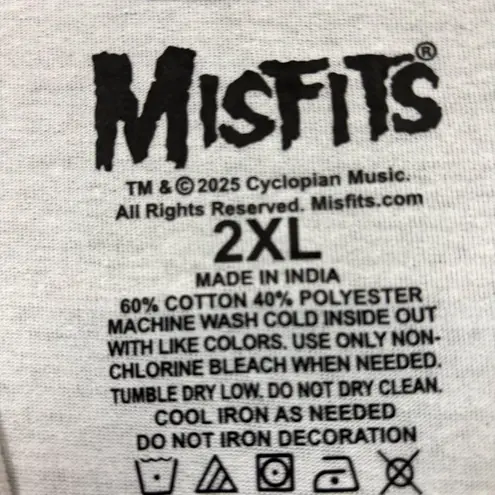 MISFITS®
TM & © 2025 Cyclopian Music.
All Rights Reserved. Misfits.com
2XL
MADE IN INDIA
60% COTTON 40% POLYESTER
MACHINE WASH COLD INSIDE OUT
WITH LIKE COLORS. USE ONLY NON-
CHLORINE BLEACH WHEN NEEDED.
TUMBLE DRY LOW. DO NOT DRY CLEAN.
COOL IRON AS NEEDED
DO NOT IRON DECORATION